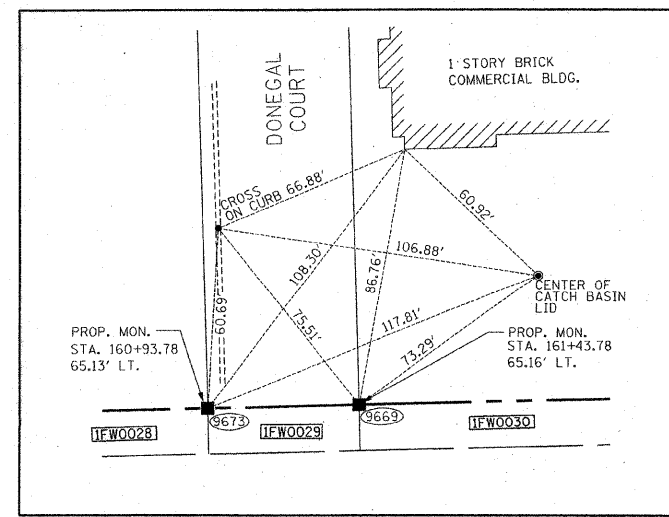 1 STORY BRICK
COMMERCIAL BLDG.
DONEGAL
COURT
CROSS
ON CURB 66.88'
60.92'
106.88'
108.30'
86.76'
CENTER OF
CATCH BASIN
LID
60.69'
75.51'
117.81'
73.29'
PROP. MON.
STA. 160+93.78
65.13' LT.
PROP. MON.
STA. 161+43.78
65.16' LT.
9673
9669
1FW0028
1FW0029
1FW0030